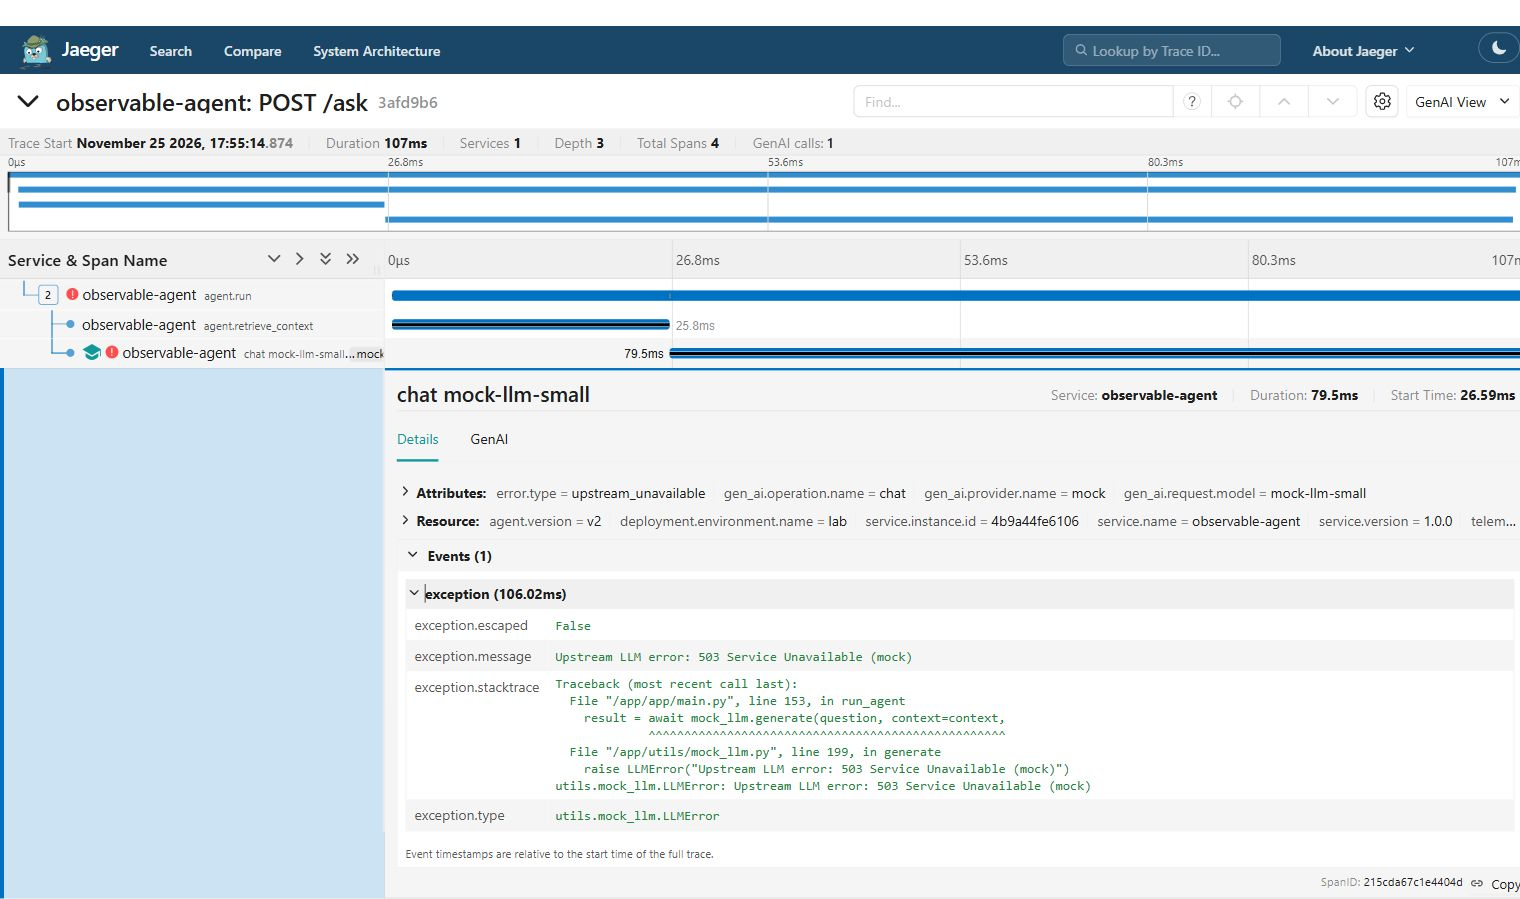 Jaeger Search Compare System Architecture Lookup by Trace ID... About Jaeger
observable-agent: POST /ask 3afd9b6 Find... ? GenAI View
Trace Start November 25 2026, 17:55:14.874 Duration 107ms Services 1 Depth 3 Total Spans 4 GenAI calls: 1
0μs 26.8ms 53.6ms 80.3ms 107m
Service & Span Name 0μs 26.8ms 53.6ms 80.3ms 107m
2 observable-agent agent.run
observable-agent agent.retrieve_context 25.8ms
observable-agent chat mock-llm-small... mock 79.5ms
chat mock-llm-small Service: observable-agent Duration: 79.5ms Start Time: 26.59ms
Details GenAI
Attributes: error.type = upstream_unavailable gen_ai.operation.name = chat gen_ai.provider.name = mock gen_ai.request.model = mock-llm-small
Resource: agent.version = v2 deployment.environment.name = lab service.instance.id = 4b9a44fe6106 service.name = observable-agent service.version = 1.0.0 telem...
Events (1)
exception (106.02ms)
exception.escaped False
exception.message Upstream LLM error: 503 Service Unavailable (mock)
exception.stacktrace Traceback (most recent call last):
File "/app/app/main.py", line 153, in run_agent
result = await mock_llm.generate(question, context=context,
^^^^^^^^^^^^^^^^^^^^^^^^^^^^^^^^^^^^^^^^^^^^^^^^^^
File "/app/utils/mock_llm.py", line 199, in generate
raise LLMError("Upstream LLM error: 503 Service Unavailable (mock)")
utils.mock_llm.LLMError: Upstream LLM error: 503 Service Unavailable (mock)
exception.type utils.mock_llm.LLMError
Event timestamps are relative to the start time of the full trace.
SpanID: 215cda67c1e4404d Copy